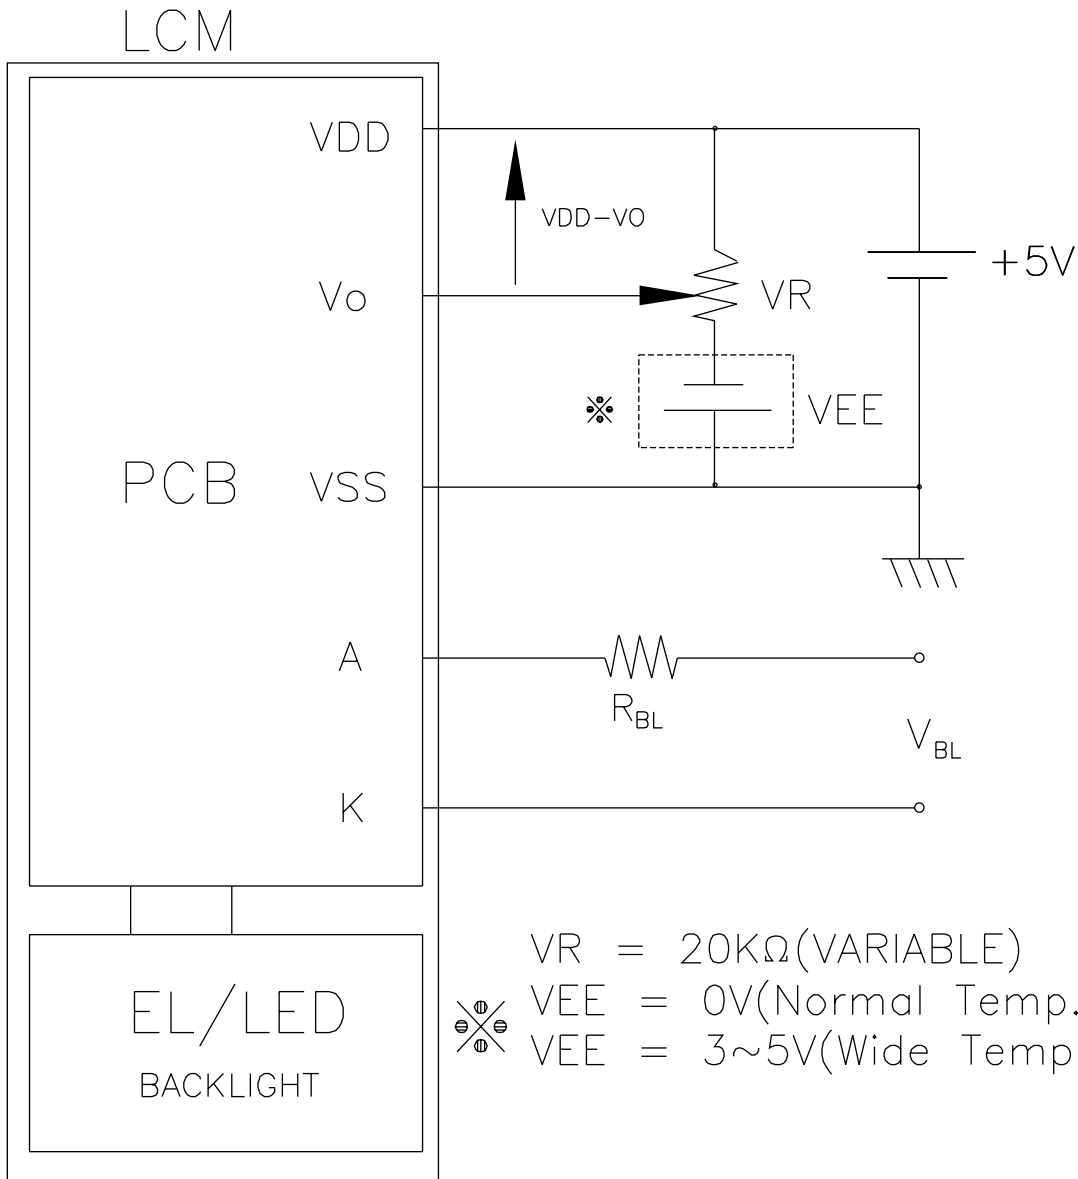 LCM
VDD
VDD-VO
Vo
VR
+5V
※
VEE
PCB
VSS
A
RBL
VBL
K
VR = 20KΩ(VARIABLE)
※ VEE = 0V(Normal Temp.
VEE = 3~5V(Wide Temp
EL/LED
BACKLIGHT